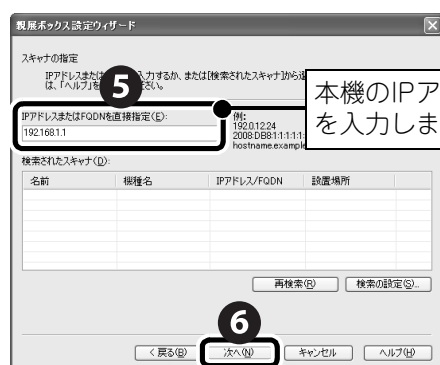 親展ボックス設定ウィザード
スキャナの指定
IPアドレスまたは 入力するか、または[検索されたスキャナ]から
は、「ヘルプ」を ださい。
5
本機のIPア
を入力しま
IPアドレスまたはFQDNを直接指定(E):
192.168.1.1
例:
192.0.12.24
2008:DB8:1:1:1:1:
hostname.example
検索されたスキャナ(D):
名前 機種名 IPアドレス/FQDN 設置場所
再検索(R) 検索の設定(S)...
6
< 戻る(B) 次へ(N) キャンセル ヘルプ(H)